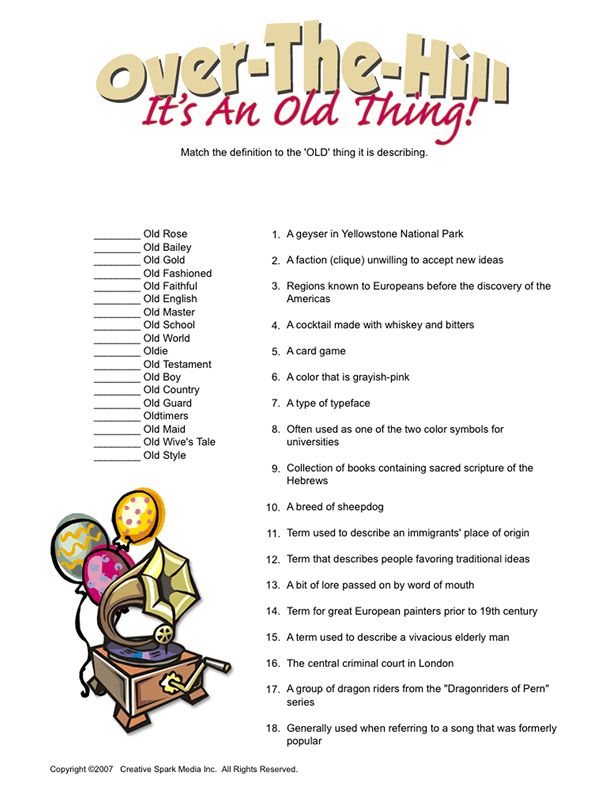 Over-The-Hill
It's An Old Thing!
Match the definition to the 'OLD' thing it is describing.
________ Old Rose
________ Old Bailey
________ Old Gold
________ Old Fashioned
________ Old Faithful
________ Old English
________ Old Master
________ Old School
________ Old World
________ Oldie
________ Old Testament
________ Old Boy
________ Old Country
________ Old Guard
________ Oldtimers
________ Old Maid
________ Old Wive's Tale
________ Old Style
1. A geyser in Yellowstone National Park
2. A faction (clique) unwilling to accept new ideas
3. Regions known to Europeans before the discovery of the
Americas
4. A cocktail made with whiskey and bitters
5. A card game
6. A color that is grayish-pink
7. A type of typeface
8. Often used as one of the two color symbols for
universities
9. Collection of books containing sacred scripture of the
Hebrews
10. A breed of sheepdog
11. Term used to describe an immigrants' place of origin
12. Term that describes people favoring traditional ideas
13. A bit of lore passed on by word of mouth
14. Term for great European painters prior to 19th century
15. A term used to describe a vivacious elderly man
16. The central criminal court in London
17. A group of dragon riders from the "Dragonriders of Pern"
series
18. Generally used when referring to a song that was formerly
popular
Copyright ©2007 Creative Spark Media Inc. All Rights Reserved.